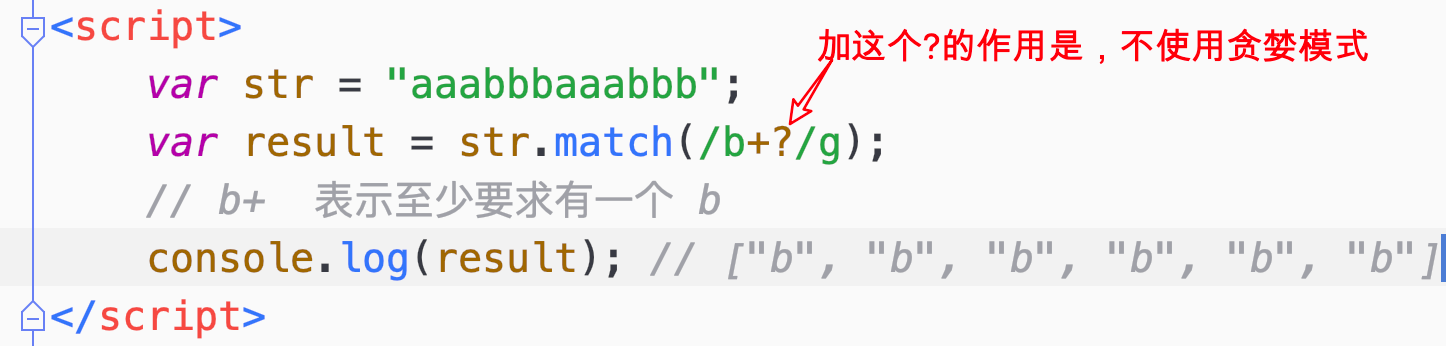 <script>
加这个?的作用是，不使用贪婪模式
var str = "aaabbbaaabbb";
var result = str.match(/b+?/g);
// b+  表示至少要求有一个 b
console.log(result); // ["b", "b", "b", "b", "b", "b"]
</script>